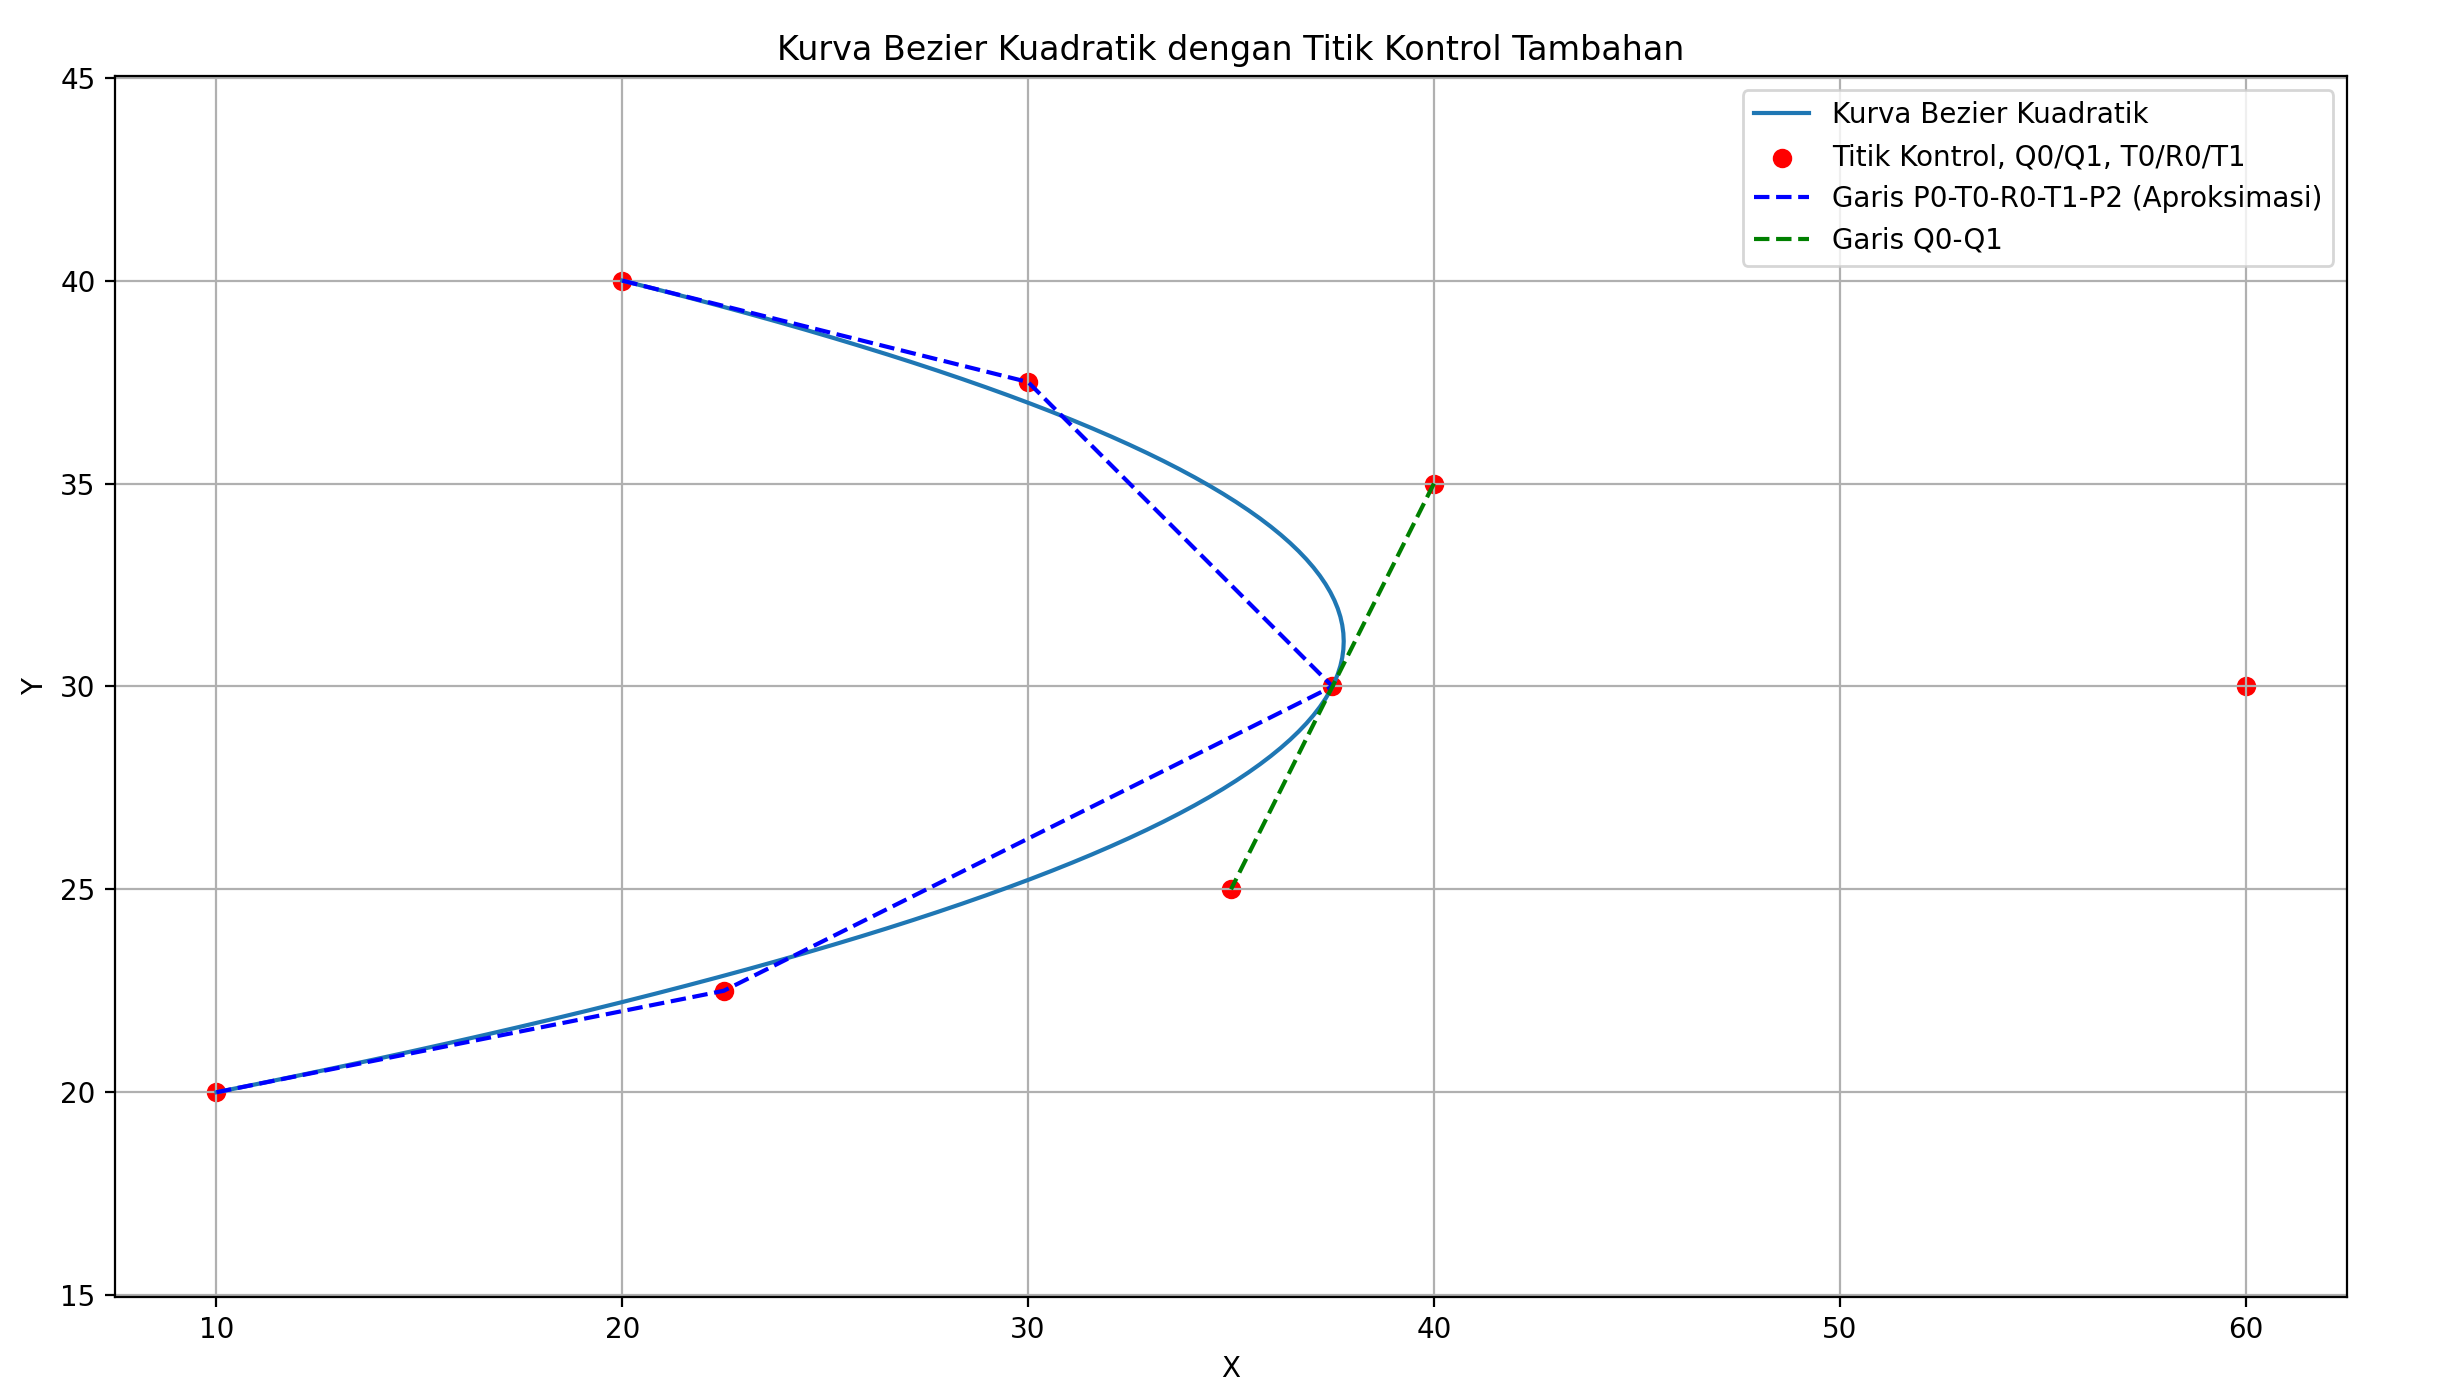 Kurva Bezier Kuadratik dengan Titik Kontrol Tambahan
Kurva Bezier Kuadratik
Titik Kontrol, Q0/Q1, T0/R0/T1
Garis P0-T0-R0-T1-P2 (Aproksimasi)
Garis Q0-Q1
45
40
35
30
25
20
15
Y
10 20 30 40 50 60
X